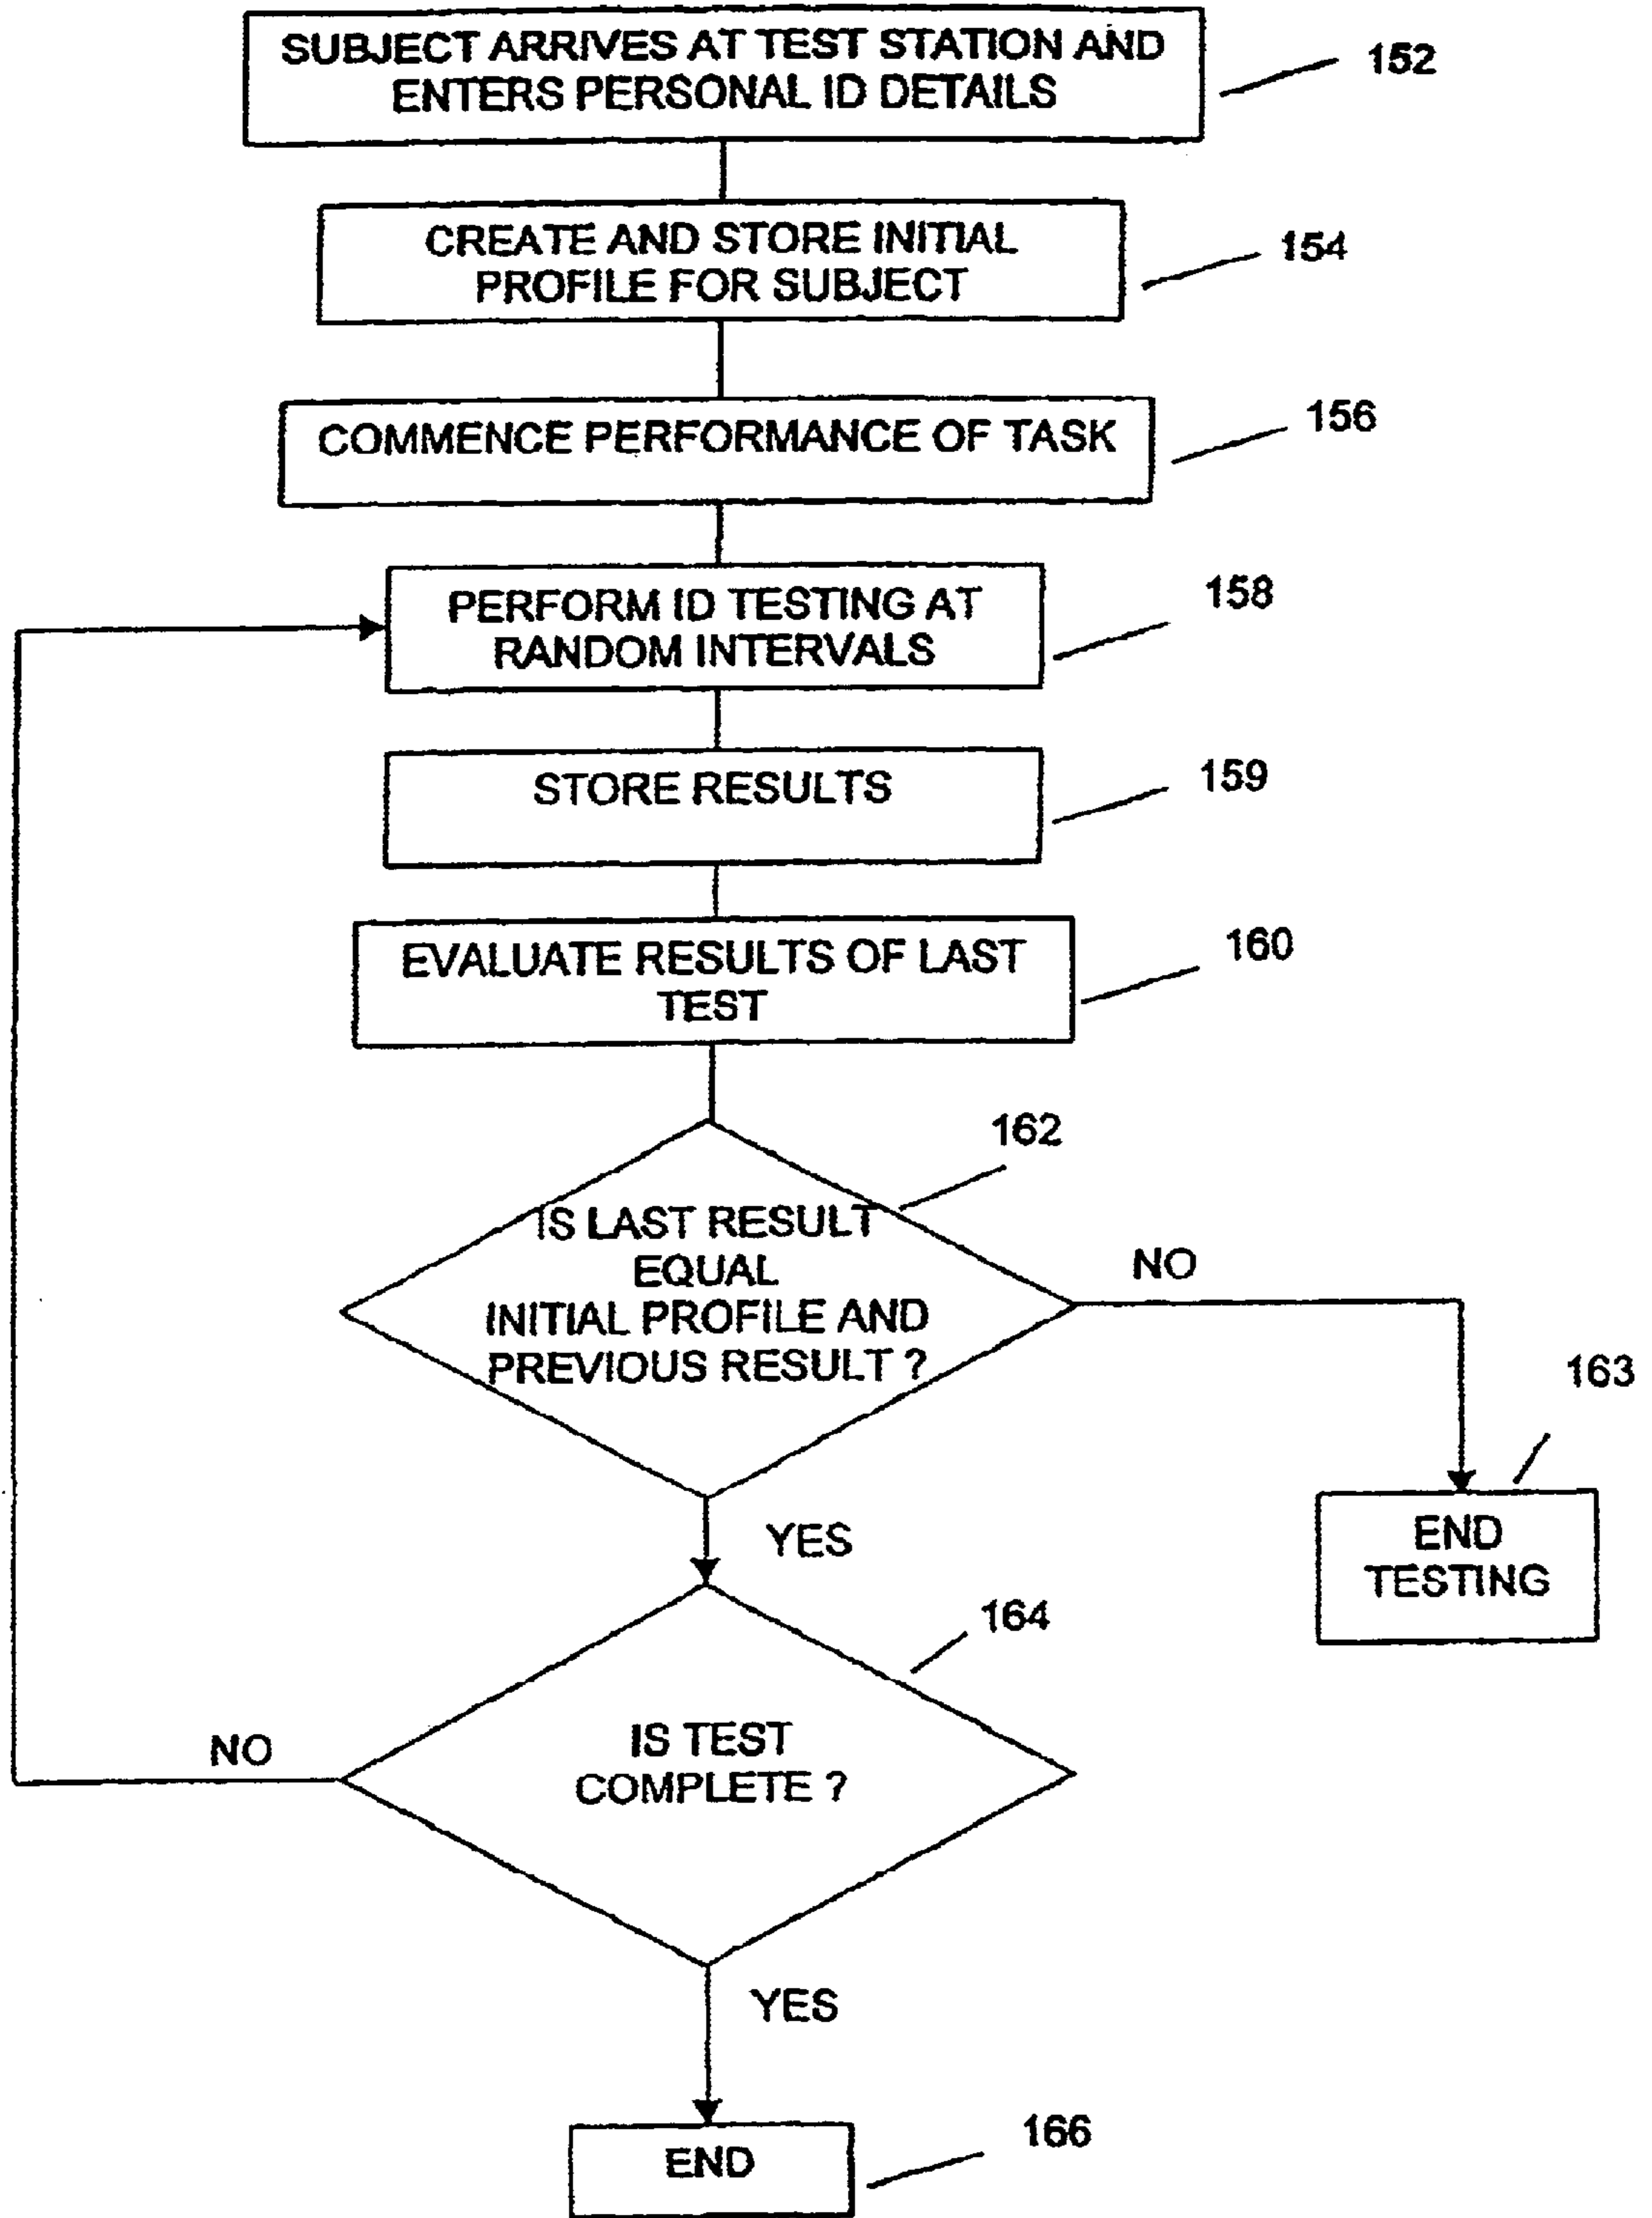 SUBJECT ARRIVES AT TEST STATION AND
ENTERS PERSONAL ID DETAILS
152
CREATE AND STORE INITIAL
PROFILE FOR SUBJECT
154
COMMENCE PERFORMANCE OF TASK
156
PERFORM ID TESTING AT
RANDOM INTERVALS
158
STORE RESULTS
159
EVALUATE RESULTS OF LAST
TEST
160
162
IS LAST RESULT
EQUAL
INITIAL PROFILE AND
PREVIOUS RESULT ?
NO
163
END
TESTING
YES
164
IS TEST
COMPLETE ?
NO
YES
END
166